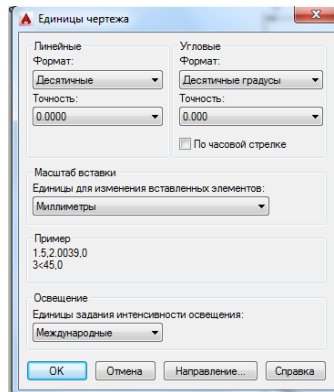 Единицы чертежа
Линейные
Формат:
Десятичные
Точность:
0.0000
Угловые
Формат:
Десятичные градусы
Точность:
0.000
По часовой стрелке
Масштаб вставки
Единицы для изменения вставленных элементов:
Миллиметры
Пример
1.5,2.0039,0
3<45,0
Освещение
Единицы задания интенсивности освещения:
Международные
OK
Отмена
Направление...
Справка